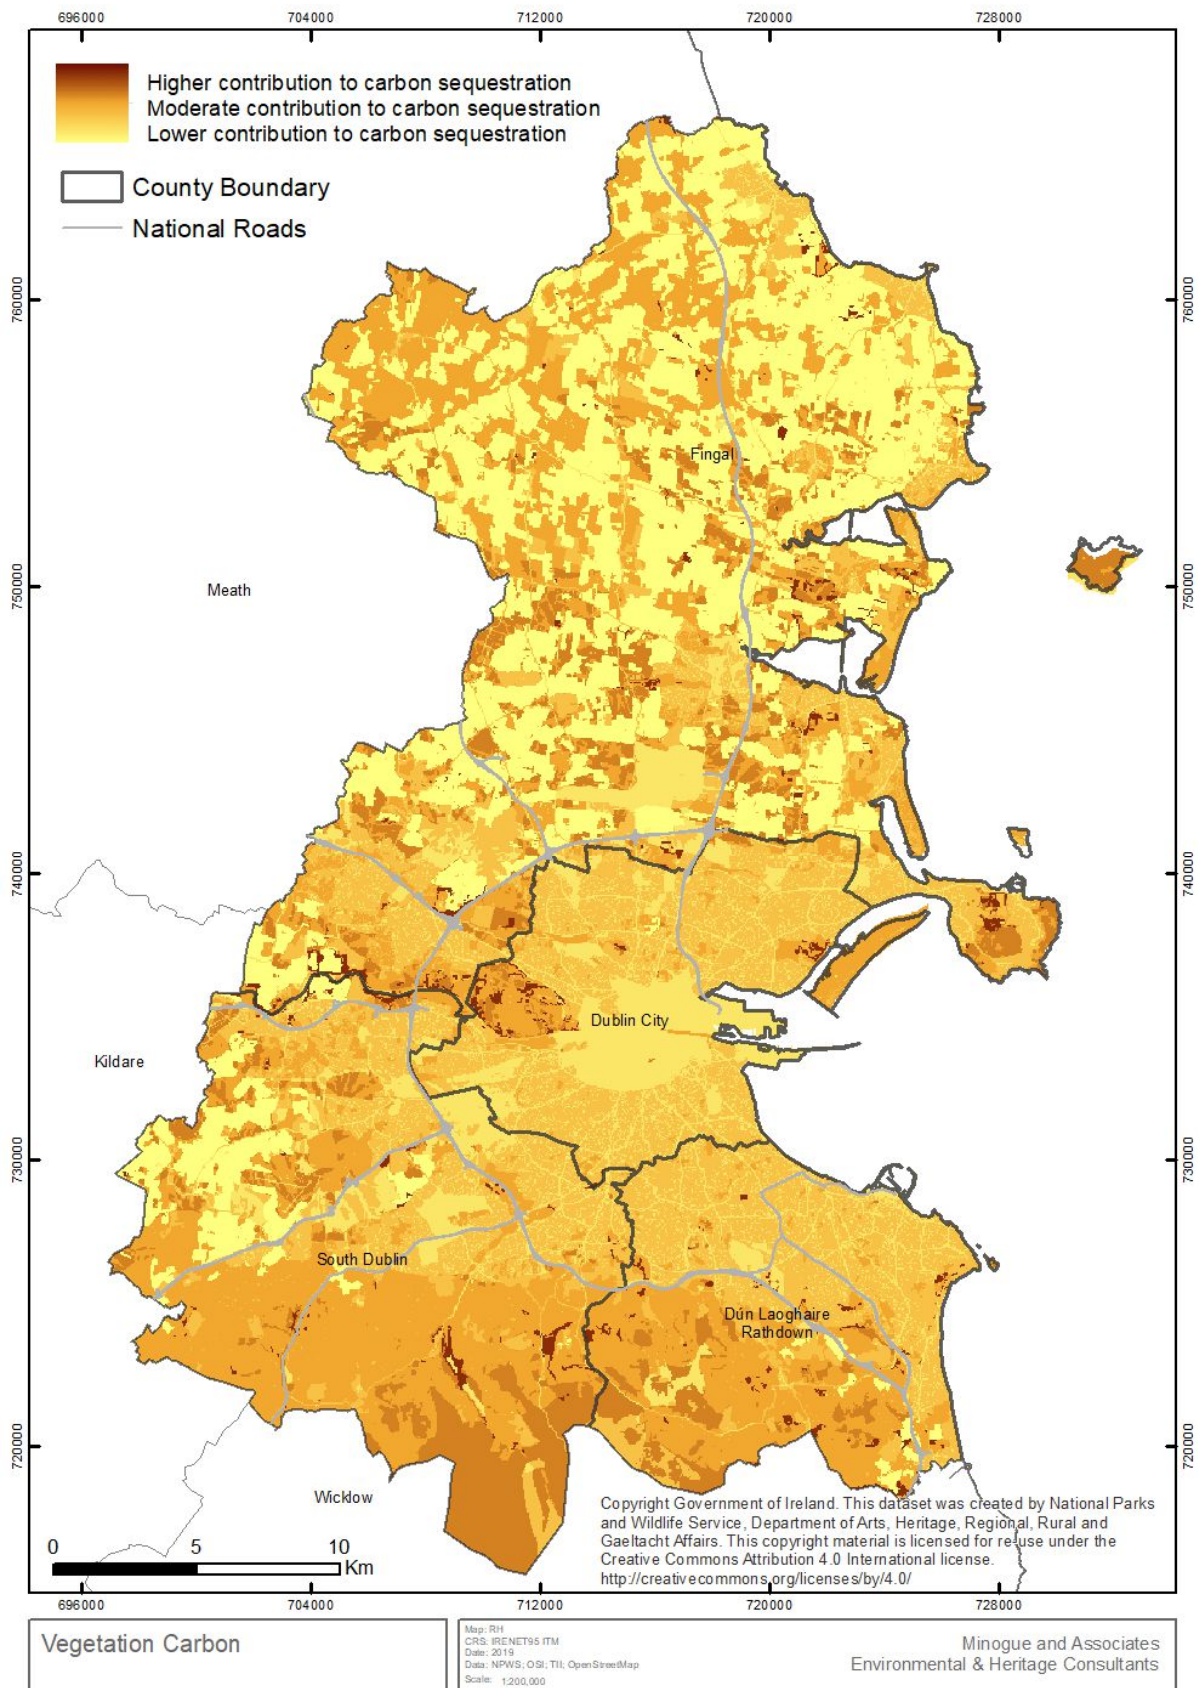 696000 704000 712000 720000 728000
Higher contribution to carbon sequestration
Moderate contribution to carbon sequestration
Lower contribution to carbon sequestration
County Boundary
National Roads
760000 760000
Fingal
Meath
750000 750000
740000 740000
Dublin City
Kildare
730000 730000
South Dublin
Dún Laoghaire
Rathdown
720000 720000
Wicklow
Copyright Government of Ireland. This dataset was created by National Parks
and Wildlife Service, Department of Arts, Heritage, Regional, Rural and
Gaeltacht Affairs. This copyright material is licensed for re-use under the
Creative Commons Attribution 4.0 International license.
http://creativecommons.org/licenses/by/4.0/
0 5 10
Km
696000 704000 712000 720000 728000
Vegetation Carbon
Map: RH
CRS: IRENET95 ITM
Date: 2019
Data: NPWS; OSI; TII; OpenStreetMap
Scale: 1:200,000
Minogue and Associates
Environmental & Heritage Consultants